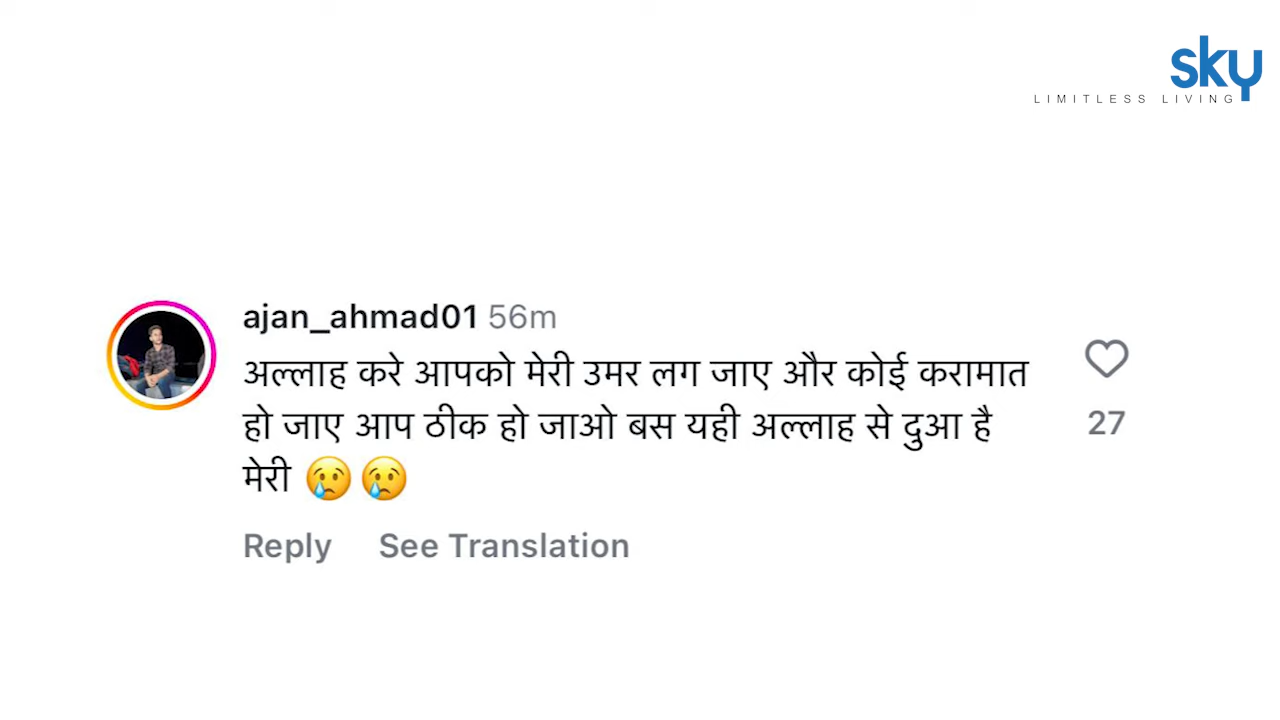 sky
LIMITLESS LIVING
ajan_ahmad01 56m
अल्लाह करे आपको मेरी उमर लग जाए और कोई करामात
हो जाए आप ठीक हो जाओ बस यही अल्लाह से दुआ है
मेरी 😢😢
27
Reply See Translation